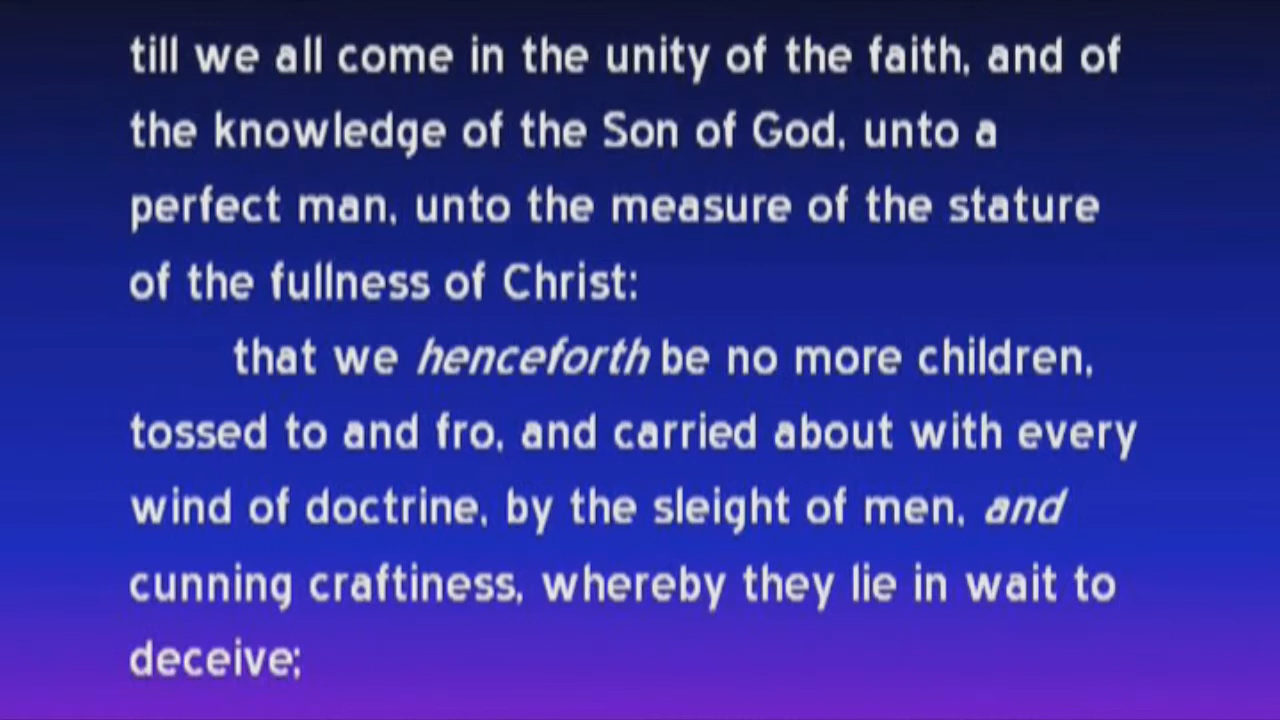 till we all come in the unity of the faith, and of
the knowledge of the Son of God, unto a
perfect man, unto the measure of the stature
of the fullness of Christ:
that we henceforth be no more children,
tossed to and fro, and carried about with every
wind of doctrine, by the sleight of men, and
cunning craftiness, whereby they lie in wait to
deceive;